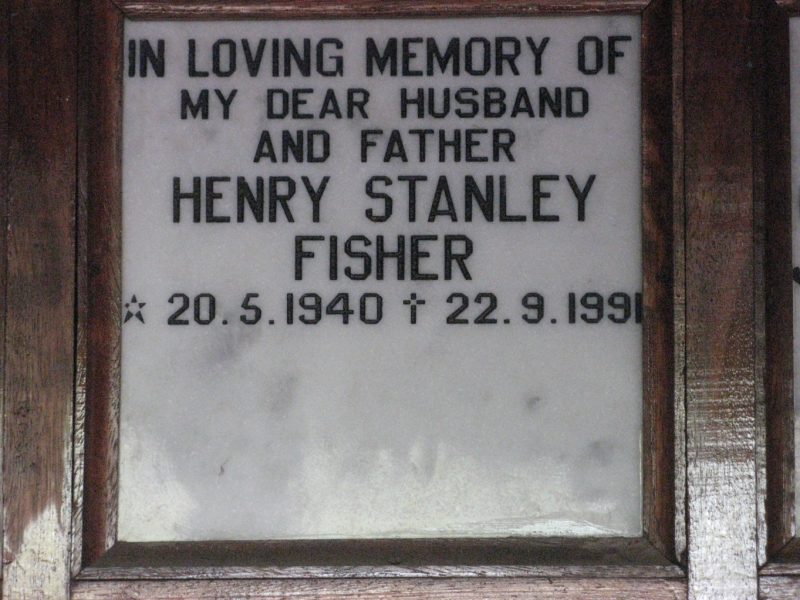 IN LOVING MEMORY OF
MY DEAR HUSBAND
AND FATHER
HENRY STANLEY
FISHER
☆ 20.5.1940 † 22.9.1991